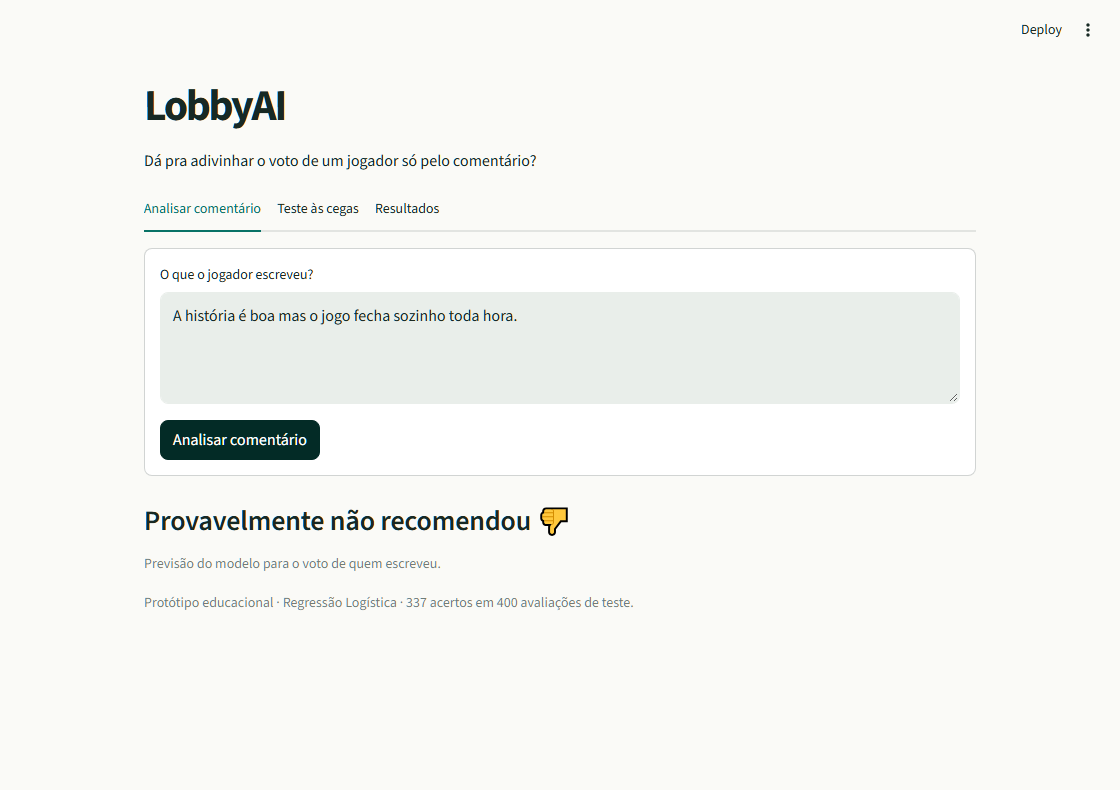 Deploy
LobbyAI
Dá pra adivinhar o voto de um jogador só pelo comentário?
Analisar comentário Teste às cegas Resultados
O que o jogador escreveu?
A história é boa mas o jogo fecha sozinho toda hora.
Analisar comentário
Provavelmente não recomendou 👎
Previsão do modelo para o voto de quem escreveu.
Protótipo educacional · Regressão Logística · 337 acertos em 400 avaliações de teste.